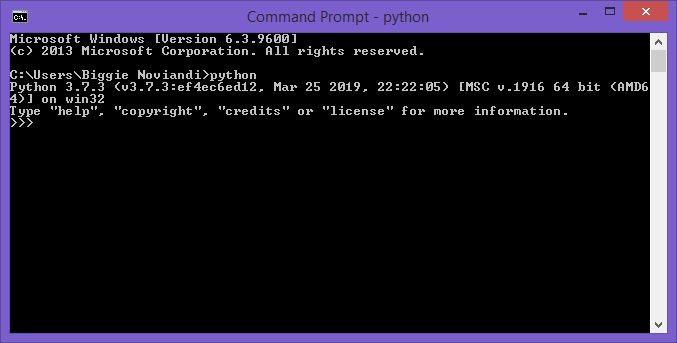 Command Prompt - python
Microsoft Windows [Version 6.3.9600]
(c) 2013 Microsoft Corporation. All rights reserved.
C:\Users\Biggie Noviandi>python
Python 3.7.3 (v3.7.3:ef4ec6ed12, Mar 25 2019, 22:22:05) [MSC v.1916 64 bit (AMD6
4)] on win32
Type "help", "copyright", "credits" or "license" for more information.
>>>